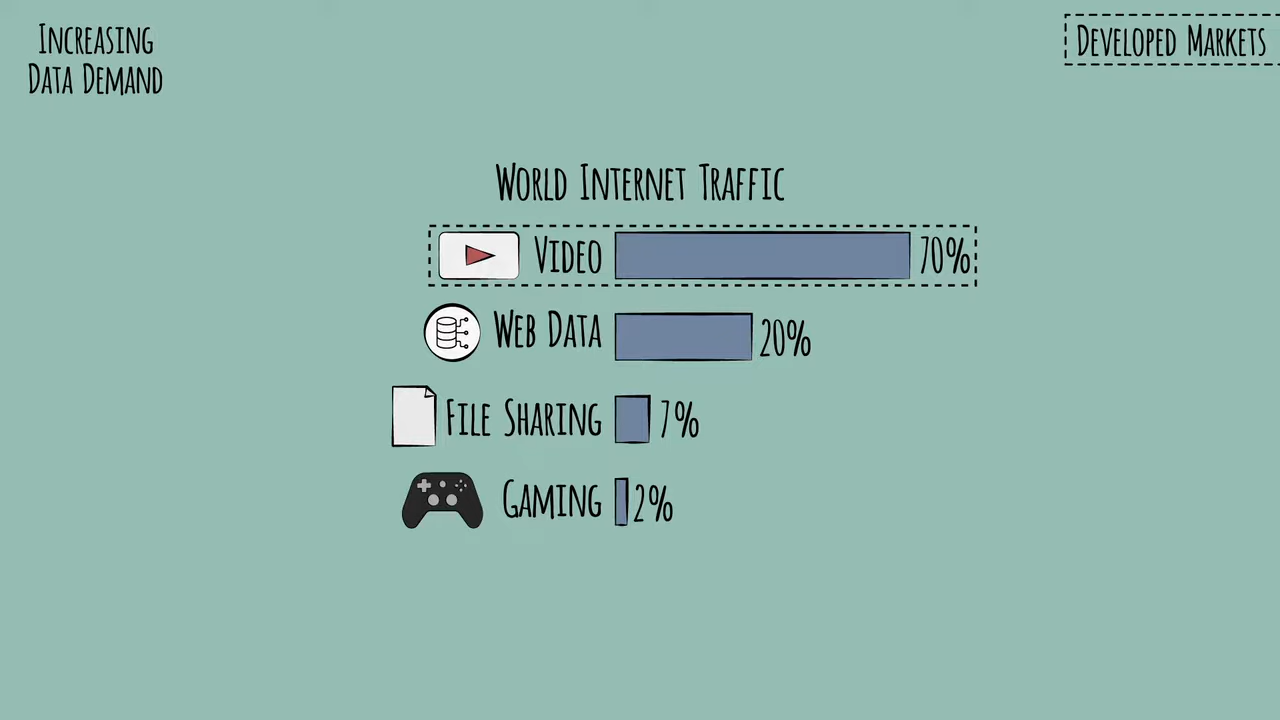 Increasing
Data Demand
Developed Markets
World Internet Traffic
Video 70%
Web Data 20%
File Sharing 7%
Gaming 2%